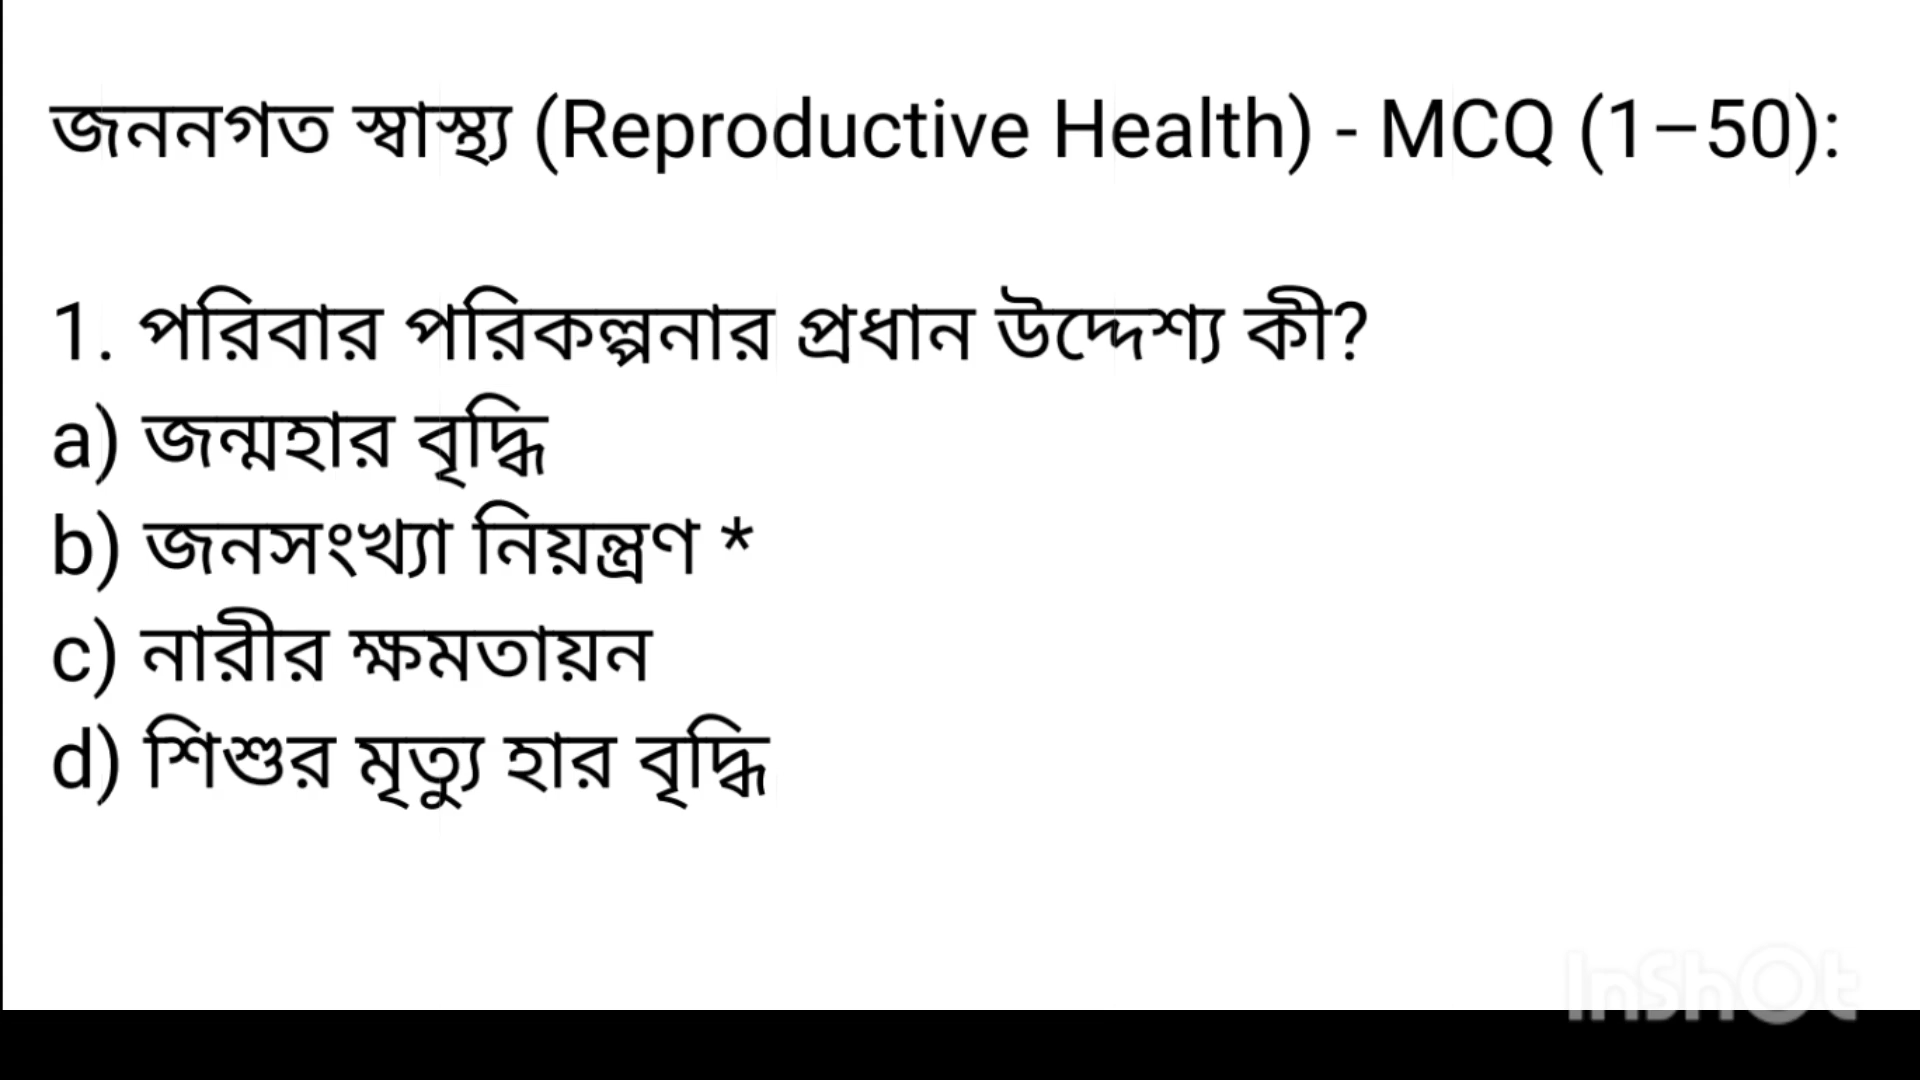 জননগত স্বাস্থ্য (Reproductive Health) - MCQ (1–50):
1. পরিবার পরিকল্পনার প্রধান উদ্দেশ্য কী?
a) জন্মহার বৃদ্ধি
b) জনসংখ্যা নিয়ন্ত্রণ *
c) নারীর ক্ষমতায়ন
d) শিশুর মৃত্যু হার বৃদ্ধি
InShOt